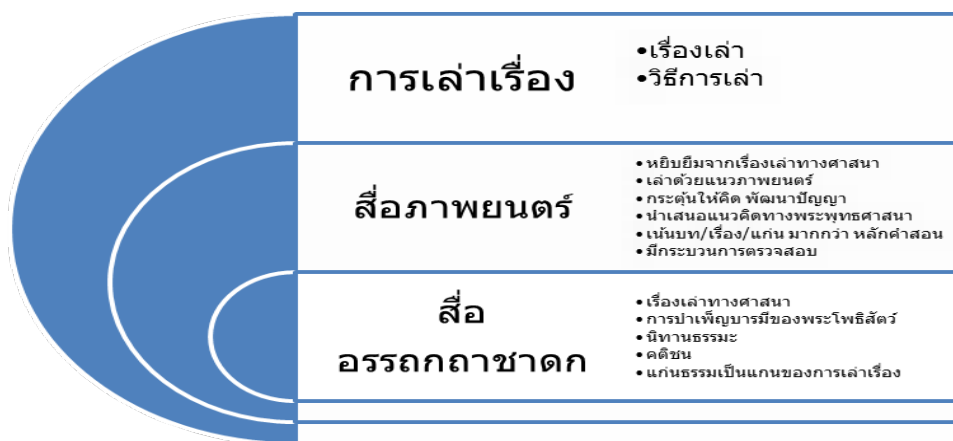 การเล่าเรื่อง
•เรื่องเล่า
•วิธีการเล่า
สื่อภาพยนตร์
•หยิบยืมจากเรื่องเล่าทางศาสนา
•เล่าด้วยแนวภาพยนตร์
•กระตุ้นให้คิด พัฒนาปัญญา
•นำเสนอแนวคิดทางพระพุทธศาสนา
•เน้นบท/เรื่อง/แก่น มากกว่า หลักคำสอน
•มีกระบวนการตรวจสอบ
สื่อ
อรรถกถาชาดก
•เรื่องเล่าทางศาสนา
•การบำเพ็ญบารมีของพระโพธิสัตว์
•นิทานธรรมะ
•คติชน
•แก่นธรรมเป็นแกนของการเล่าเรื่อง